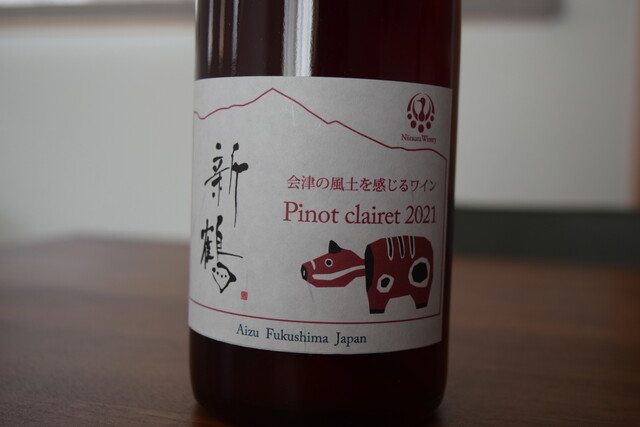 新鶴
Niitsuru Winery
会津の風土を感じるワイン
Pinot clairet 2021
Aizu Fukushima Japan